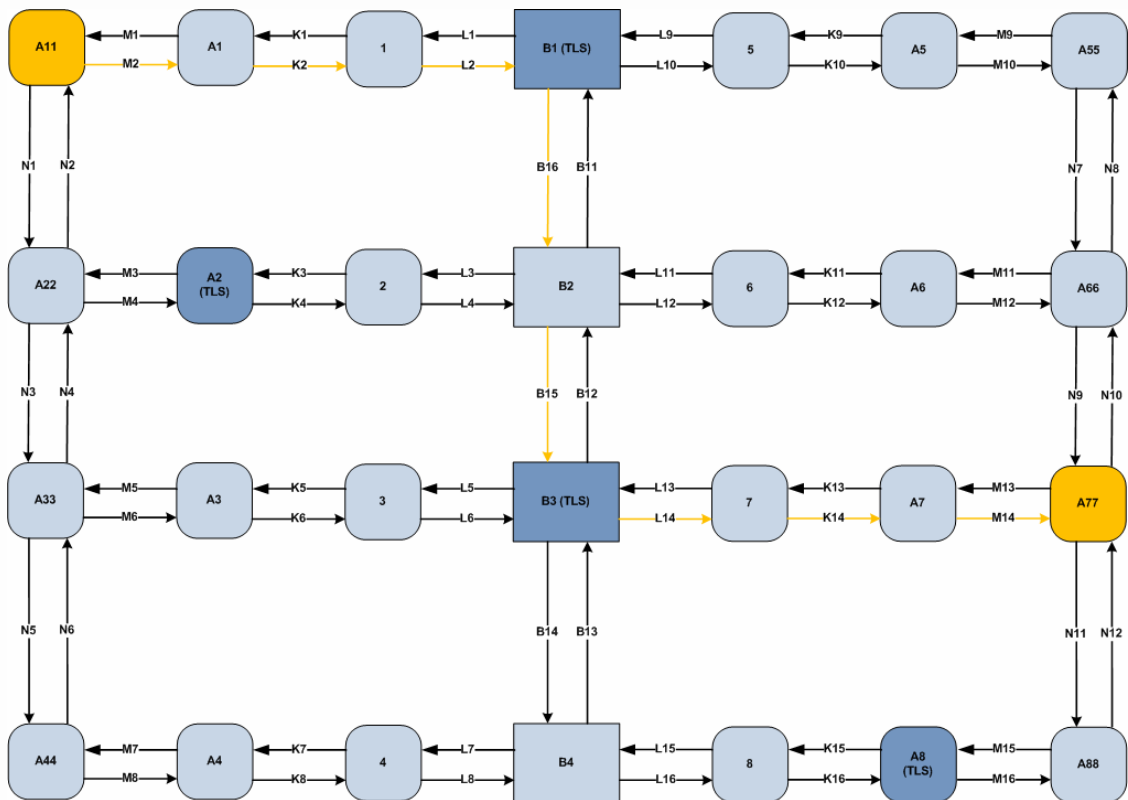 A11
M1
M2
A1
K1
K2
1
L1
L2
B1 (TLS)
L9
L10
5
K9
K10
A5
M9
M10
A55
N1
N2
B16
B11
N7
N8
A22
M3
M4
A2
(TLS)
K3
K4
2
L3
L4
B2
L11
L12
6
K11
K12
A6
M11
M12
A66
N3
N4
B15
B12
N9
N10
A33
M5
M6
A3
K5
K6
3
L5
L6
B3 (TLS)
L13
L14
7
K13
K14
A7
M13
M14
A77
N5
N6
B14
B13
N11
N12
A44
M7
M8
A4
K7
K8
4
L7
L8
B4
L15
L16
8
K15
K16
A8
(TLS)
M15
M16
A88